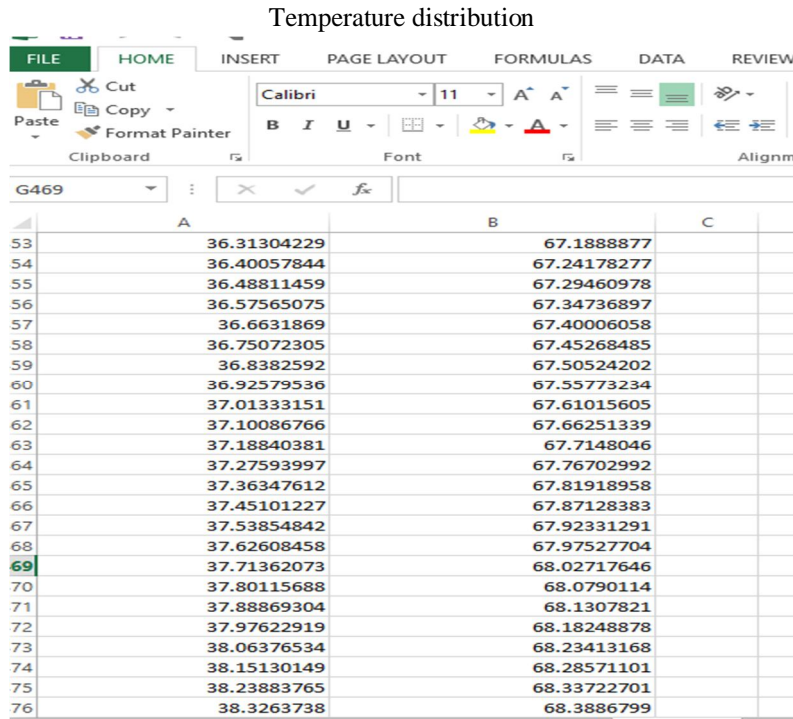 Temperature distribution
FILE HOME INSERT PAGE LAYOUT FORMULAS DATA REVIEW
Cut
Calibri 11 A A
Copy
Paste
Format Painter B I U A
Clipboard Font Alignm
G469 fx
A B C
53 36.31304229 67.1888877
54 36.40057844 67.24178277
55 36.48811459 67.29460978
56 36.57565075 67.34736897
57 36.6631869 67.40006058
58 36.75072305 67.45268485
59 36.8382592 67.50524202
60 36.92579536 67.55773234
61 37.01333151 67.61015605
62 37.10086766 67.66251339
63 37.18840381 67.7148046
64 37.27593997 67.76702992
65 37.36347612 67.81918958
66 37.45101227 67.87128383
67 37.53854842 67.92331291
68 37.62608458 67.97527704
69 37.71362073 68.02717646
70 37.80115688 68.0790114
71 37.88869304 68.1307821
72 37.97622919 68.18248878
73 38.06376534 68.23413168
74 38.15130149 68.28571101
75 38.23883765 68.33722701
76 38.3263738 68.3886799